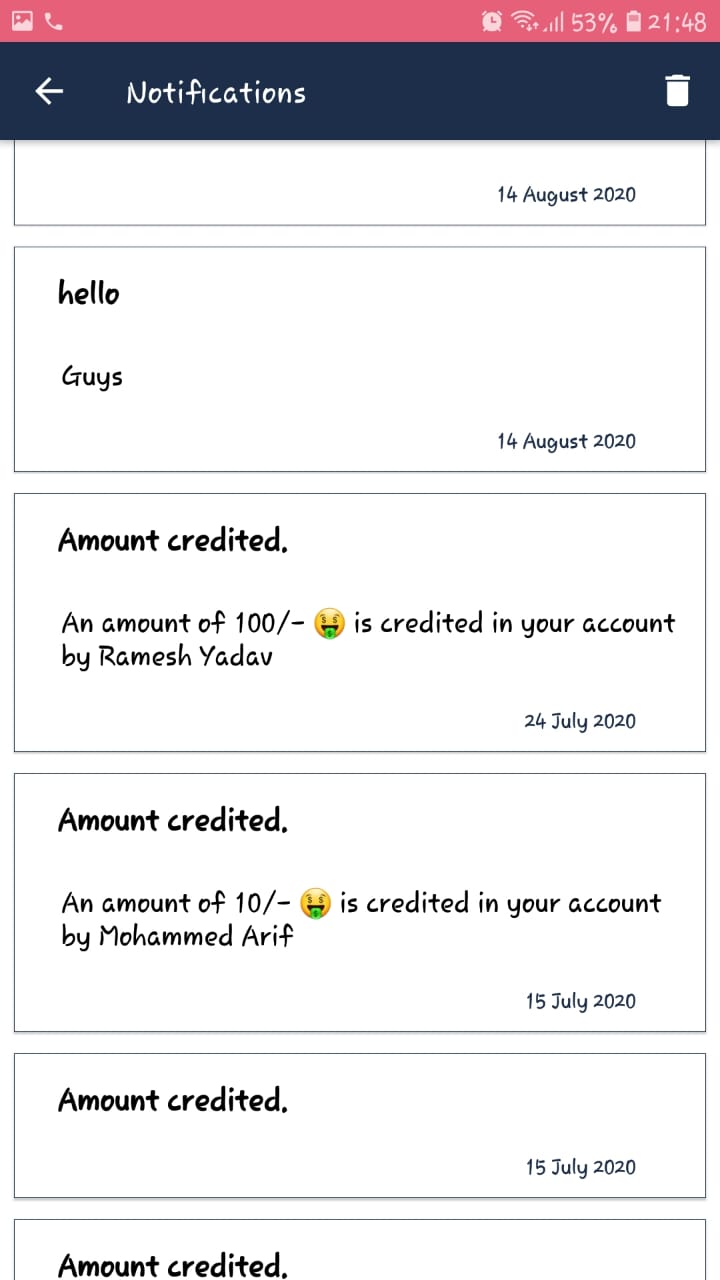 53% 21:48
Notifications
14 August 2020
hello
Guys
14 August 2020
Amount credited.
An amount of 100/- 🤑 is credited in your account
by Ramesh Yadav
24 July 2020
Amount credited.
An amount of 10/- 🤑 is credited in your account
by Mohammed Arif
15 July 2020
Amount credited.
15 July 2020
Amount credited.